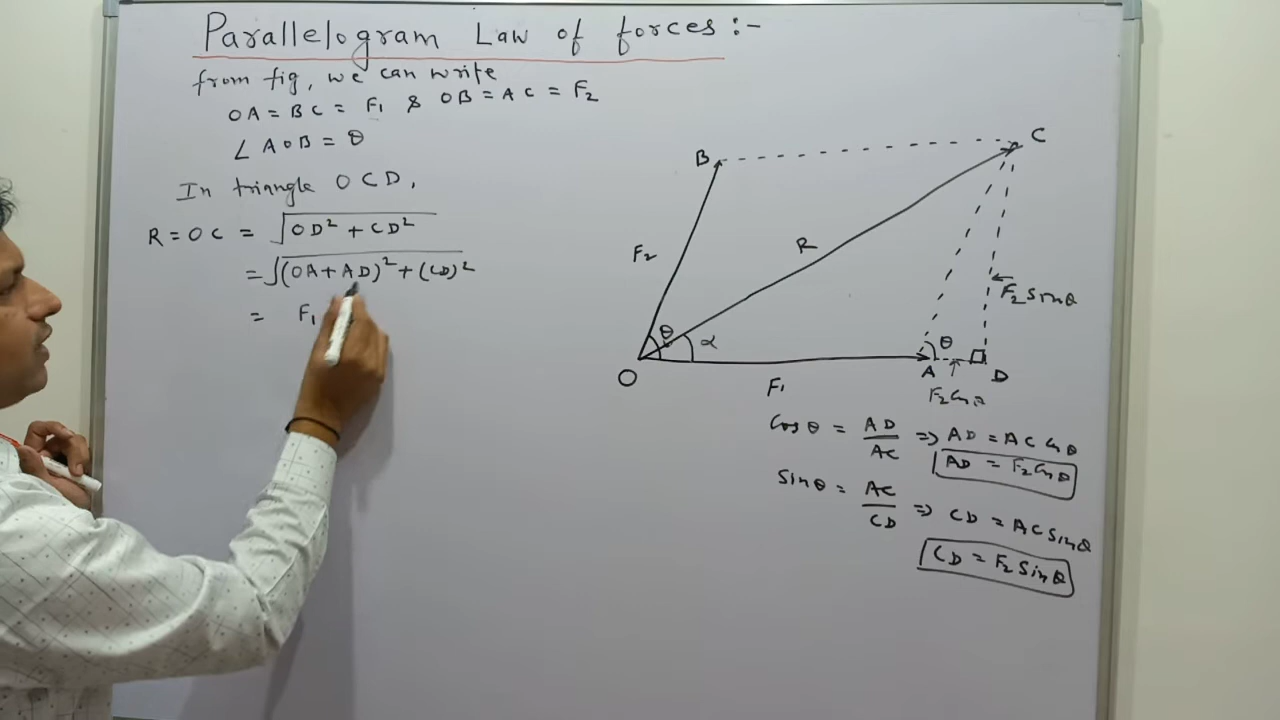 Parallelogram Law of forces :-
from fig, we can write
OA = BC = F₁ & OB = AC = F₂
∠AOB = θ
In triangle OCD,
R = OC = √OD² + CD²
= √(OA + AD)² + (CD)²
= F₁
B
C
F₂
R
F₂ sinθ
θ
α
θ
O
F₁
A
D
F₂ Cos
Cosθ = AD/AC ⇒ AD = AC Cosθ
AD = F₂ Cosθ
Sinθ = AC/CD ⇒ CD = AC Sinθ
CD = F₂ Sinθ